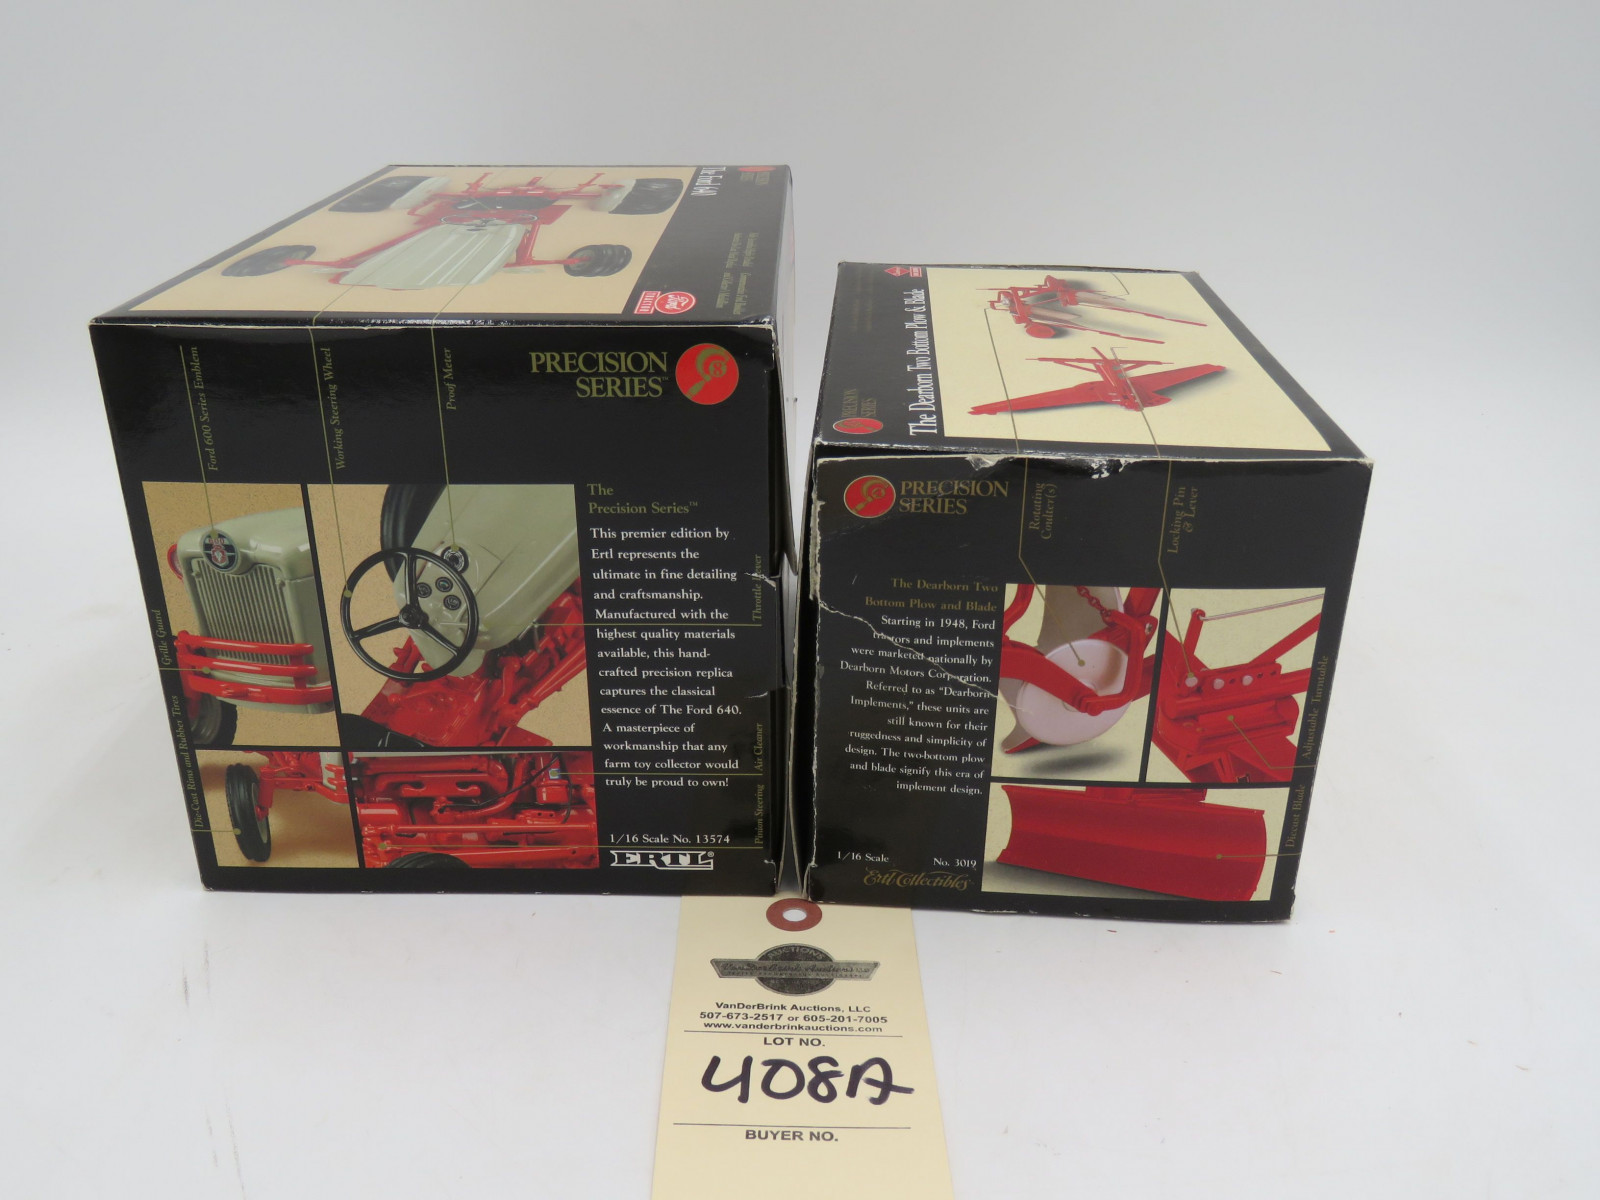 The Ford 640
PRECISION
SERIES™
8
Ford 600 Series Emblem
Working Steering Wheel
Proof Meter
The
Precision Series™
This premier edition by
Ertl represents the
ultimate in fine detailing
and craftsmanship.
Manufactured with the
highest quality materials
available, this hand-
crafted precision replica
captures the classical
essence of The Ford 640.
A masterpiece of
workmanship that any
farm toy collector would
truly be proud to own!
Throttle Lever
Grille Guard
Die-Cast Rims and Rubber Tires
Air Cleaner
Pinion Steering
1/16 Scale No. 13574
ERTL®
The Dearborn Two Bottom Plow & Blade
PRECISION
SERIES
PRECISION
SERIES
Rotating
Coulter(s)
Locking Pin
& Lever
The Dearborn Two
Bottom Plow and Blade
Starting in 1948, Ford
tractors and implements
were marketed nationally by
Dearborn Motors Corporation.
Referred to as "Dearborn
Implements," these units are
still known for their
ruggedness and simplicity of
design. The two-bottom plow
and blade signify this era of
implement design.
Adjustable Turntable
Diecast Blade
1/16 Scale No. 3019
Ertl Collectibles
AUCTIONS
VanDerBrink Auctions LLC
VanDerBrink Auctions, LLC
507-673-2517 or 605-201-7005
www.vanderbrinkauctions.com
LOT NO.
408A
BUYER NO.